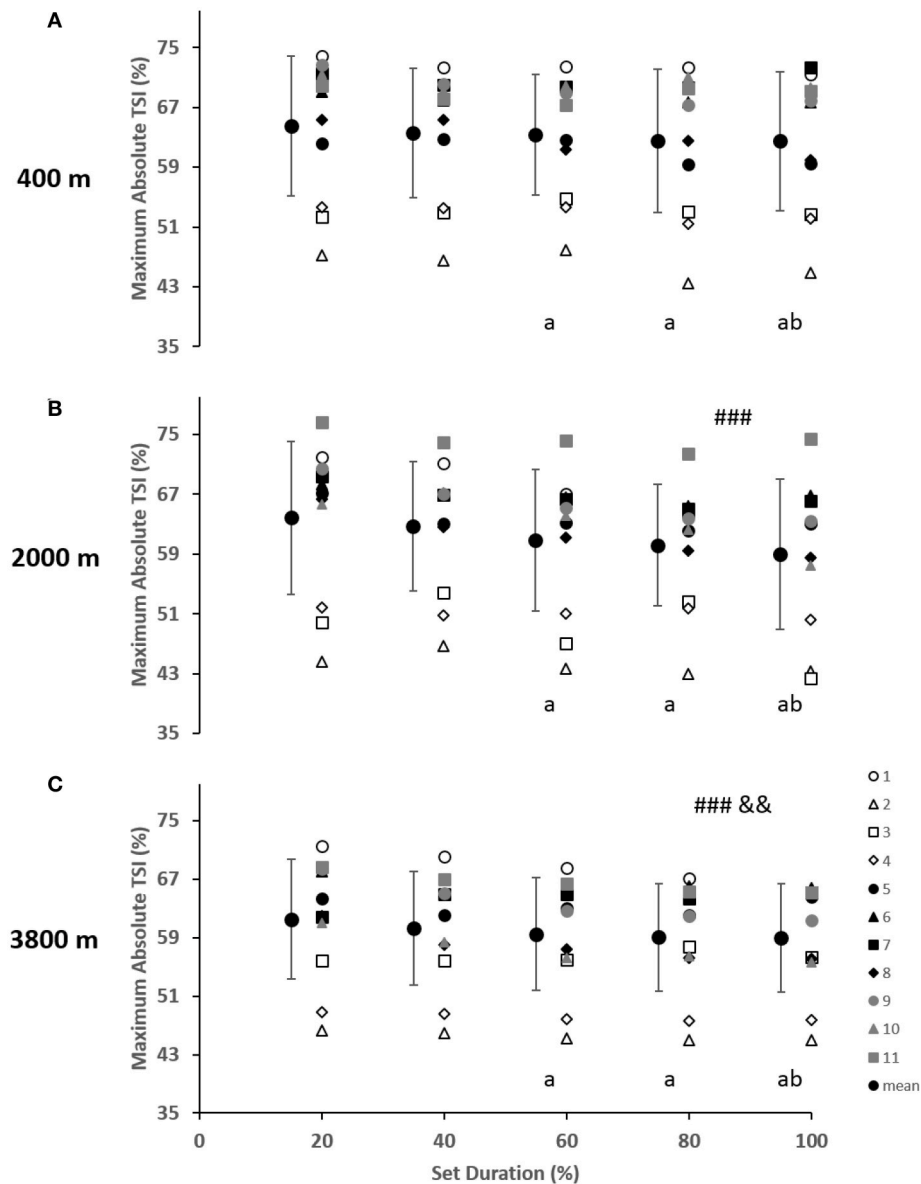 A
400 m
Maximum Absolute TSI (%)
75
67
59
51
43
35
a a ab
B
2000 m
Maximum Absolute TSI (%)
75
67
59
51
43
35
###
a a ab
C
3800 m
Maximum Absolute TSI (%)
75
67
59
51
43
35
### &&
a a ab
0 20 40 60 80 100
Set Duration (%)
1
2
3
4
5
6
7
8
9
10
11
mean